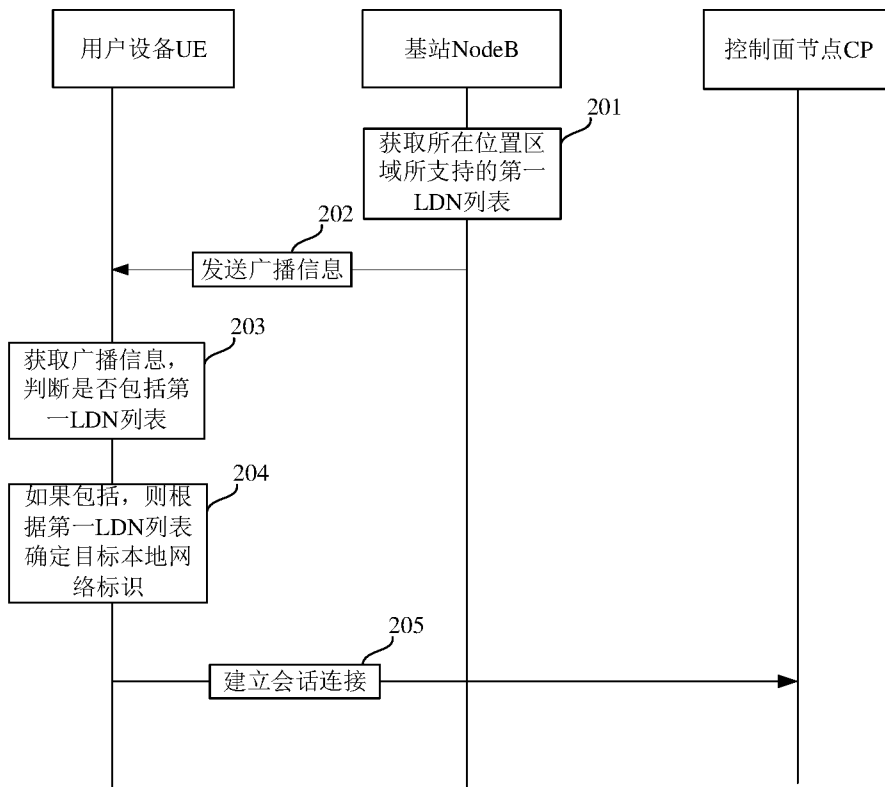 用户设备UE
基站NodeB
控制面节点CP
201
获取所在位置区
域所支持的第一
LDN列表
202
发送广播信息
203
获取广播信息，
判断是否包括第
一LDN列表
204
如果包括，则根
据第一LDN列表
确定目标本地网
络标识
205
建立会话连接